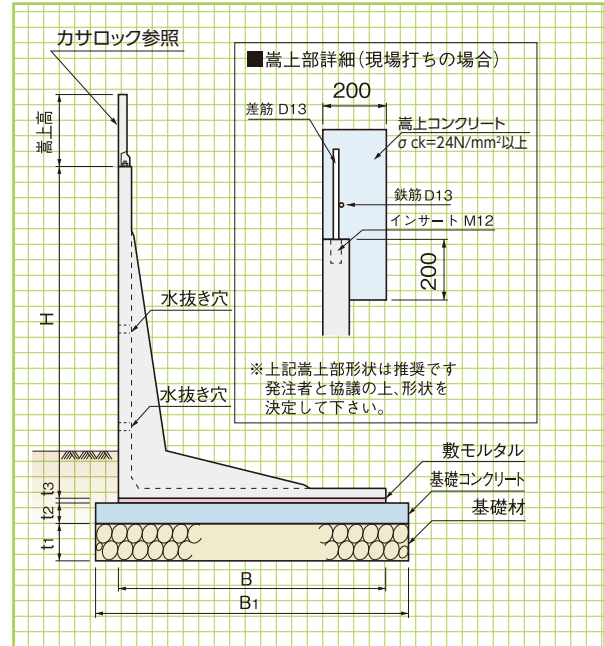 カサロック参照
嵩上高
H
水抜き穴
水抜き穴
t3
t2
t1
B
B1
敷モルタル
基礎コンクリート
基礎材
■嵩上部詳細(現場打ちの場合)
200
差筋 D13
嵩上コンクリート
σck=24N/mm²以上
鉄筋D13
インサート M12
200
※上記嵩上部形状は推奨です
発注者と協議の上、形状を
決定して下さい。